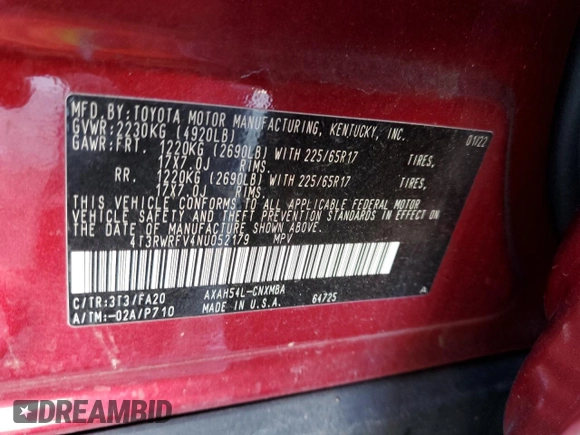 MFD.BY:TOYOTA MOTOR MANUFACTURING, KENTUCKY, INC.
GVWR:2230KG (4920LB) 01/22
GAWR:FRT. 1220KG (2690LB) WITH 225/65R17 TIRES,
17X7.0J RIMS.
RR. 1220KG (2690LB) WITH 225/65R17 TIRES,
17X7.0J RIMS.
THIS VEHICLE CONFORMS TO ALL APPLICABLE FEDERAL MOTOR
VEHICLE SAFETY AND THEFT PREVENTION STANDARDS IN EFFECT ON
THE DATE OF MANUFACTURE SHOWN ABOVE.
4T3RWRFV4NU052179 MPV
C/TR:3T3/FA20 AXAH54L-CNXMBA A
A/TM:-02A/P710 MADE IN U.S.A. 64725
DREAMBID